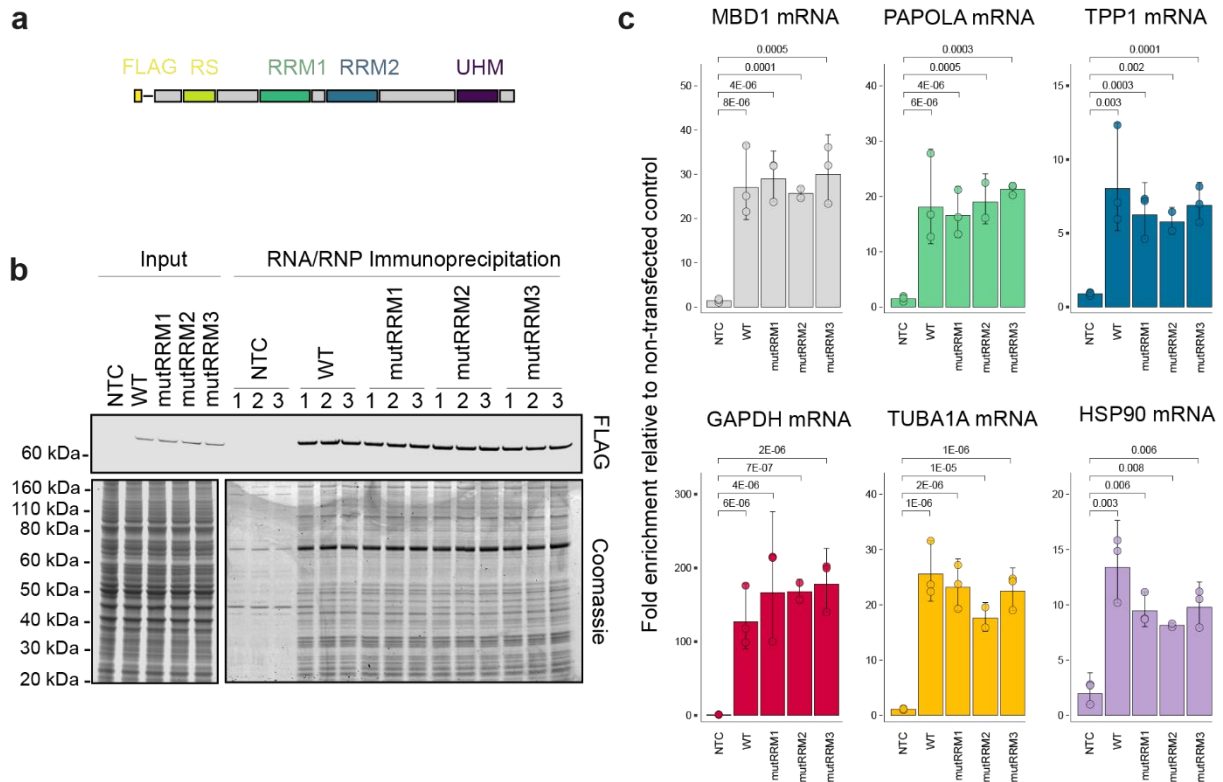 a
FLAG RS RRM1 RRM2 UHM
b
Input RNA/RNP Immunoprecipitation
NTC WT mutRRM1 mutRRM2 mutRRM3 NTC WT mutRRM1 mutRRM2 mutRRM3
1 2 3 1 2 3 1 2 3 1 2 3 1 2 3
60 kDa FLAG
160 kDa
110 kDa
80 kDa
60 kDa
50 kDa
40 kDa
30 kDa
20 kDa
Coomassie
c
Fold enrichment relative to non-transfected control
MBD1 mRNA
0.0005
0.0001
4E-06
8E-06
50
40
30
20
10
0
NTC WT mutRRM1 mutRRM2 mutRRM3
PAPOLA mRNA
0.0003
0.0005
4E-06
6E-06
40
30
20
10
0
NTC WT mutRRM1 mutRRM2 mutRRM3
TPP1 mRNA
0.0001
0.002
0.0003
0.003
15
10
5
0
NTC WT mutRRM1 mutRRM2 mutRRM3
GAPDH mRNA
2E-06
7E-07
4E-06
6E-06
300
200
100
0
NTC WT mutRRM1 mutRRM2 mutRRM3
TUBA1A mRNA
1E-06
1E-05
2E-06
1E-06
40
30
20
10
0
NTC WT mutRRM1 mutRRM2 mutRRM3
HSP90 mRNA
0.006
0.008
0.006
0.003
20
15
10
5
0
NTC WT mutRRM1 mutRRM2 mutRRM3